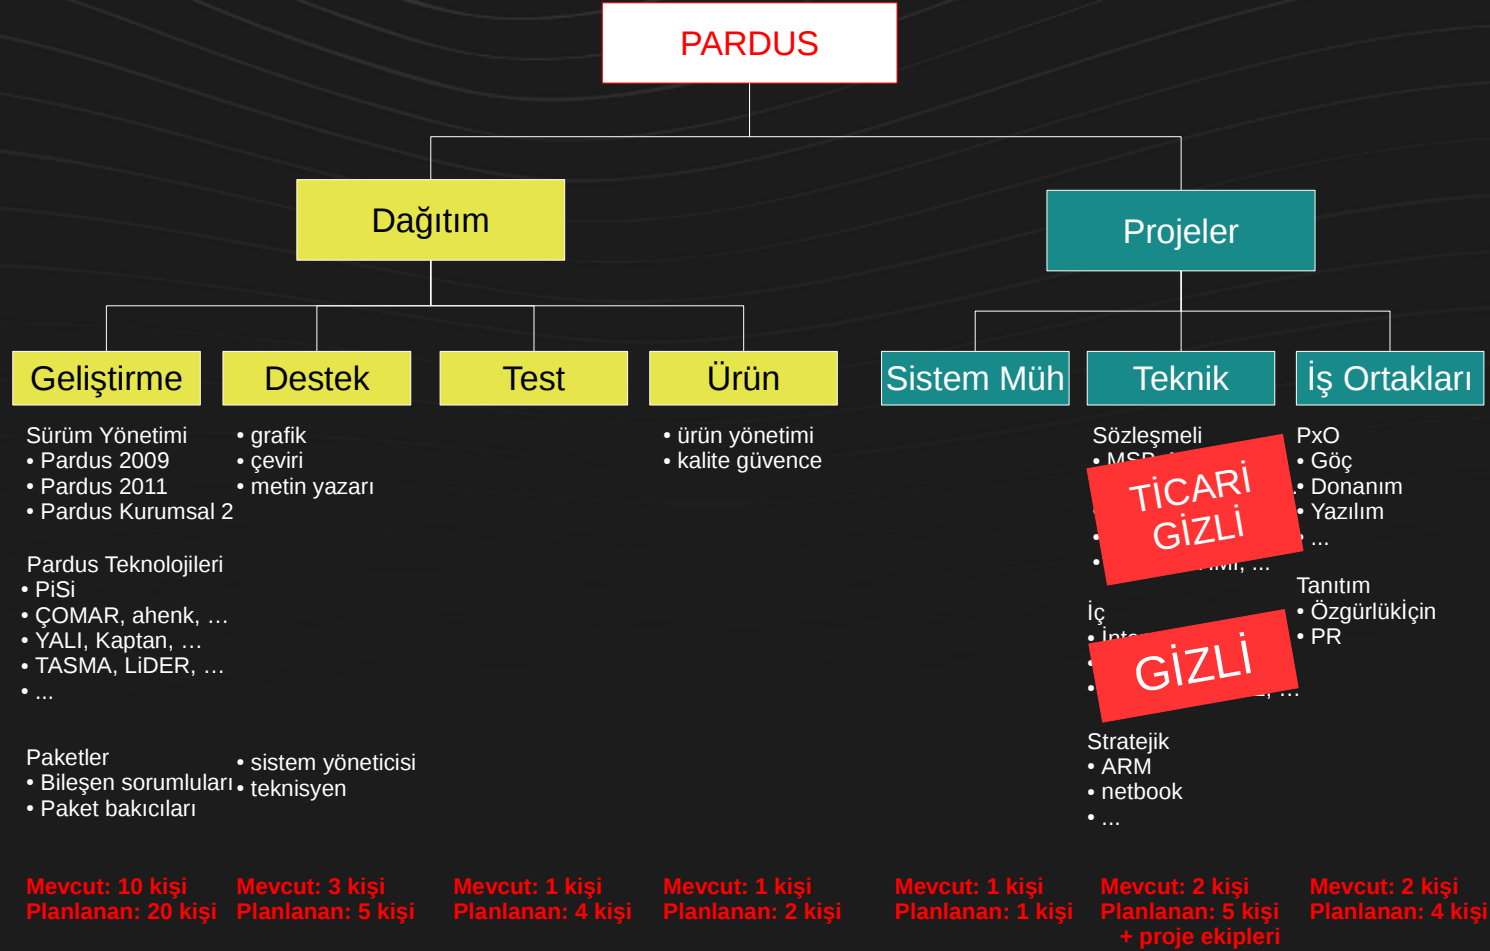 PARDUS
Dağıtım
Projeler
Geliştirme
Destek
Test
Ürün
Sistem Müh
Teknik
İş Ortakları
Sürüm Yönetimi
• Pardus 2009
• Pardus 2011
• Pardus Kurumsal 2
Pardus Teknolojileri
• PiSi
• ÇOMAR, ahenk, …
• YALI, Kaptan, …
• TASMA, LiDER, …
• ...
Paketler
• Bileşen sorumluları
• Paket bakıcıları
Mevcut: 10 kişi
Planlanan: 20 kişi
• grafik
• çeviri
• metin yazarı
• sistem yöneticisi
• teknisyen
Mevcut: 3 kişi
Planlanan: 5 kişi
Mevcut: 1 kişi
Planlanan: 4 kişi
• ürün yönetimi
• kalite güvence
Mevcut: 1 kişi
Planlanan: 2 kişi
Mevcut: 1 kişi
Planlanan: 1 kişi
Sözleşmeli
TİCARİ
GİZLİ
İç
GİZLİ
Stratejik
• ARM
• netbook
• ...
Mevcut: 2 kişi
Planlanan: 5 kişi
+ proje ekipleri
PxO
• Göç
• Donanım
• Yazılım
• ...
Tanıtım
• Özgürlükİçin
• PR
Mevcut: 2 kişi
Planlanan: 4 kişi